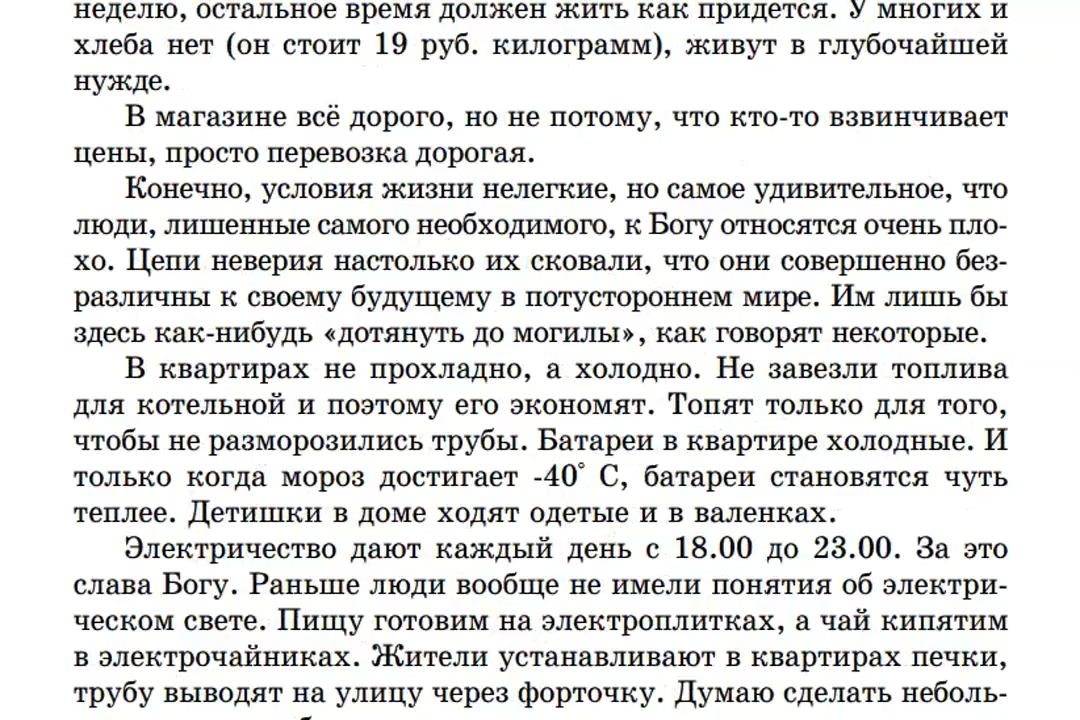 неделю, остальное время должен жить как придется. У многих и
хлеба нет (он стоит 19 руб. килограмм), живут в глубочайшей
нужде.
В магазине всё дорого, но не потому, что кто-то взвинчивает
цены, просто перевозка дорогая.
Конечно, условия жизни нелегкие, но самое удивительное, что
люди, лишенные самого необходимого, к Богу относятся очень пло-
хо. Цепи неверия настолько их сковали, что они совершенно без-
различны к своему будущему в потустороннем мире. Им лишь бы
здесь как-нибудь «дотянуть до могилы», как говорят некоторые.
В квартирах не прохладно, а холодно. Не завезли топлива
для котельной и поэтому его экономят. Топят только для того,
чтобы не разморозились трубы. Батареи в квартире холодные. И
только когда мороз достигает -40° С, батареи становятся чуть
теплее. Детишки в доме ходят одетые и в валенках.
Электричество дают каждый день с 18.00 до 23.00. За это
слава Богу. Раньше люди вообще не имели понятия об электри-
ческом свете. Пищу готовим на электроплитках, а чай кипятим
в электрочайниках. Жители устанавливают в квартирах печки,
трубу выводят на улицу через форточку. Думаю сделать неболь-